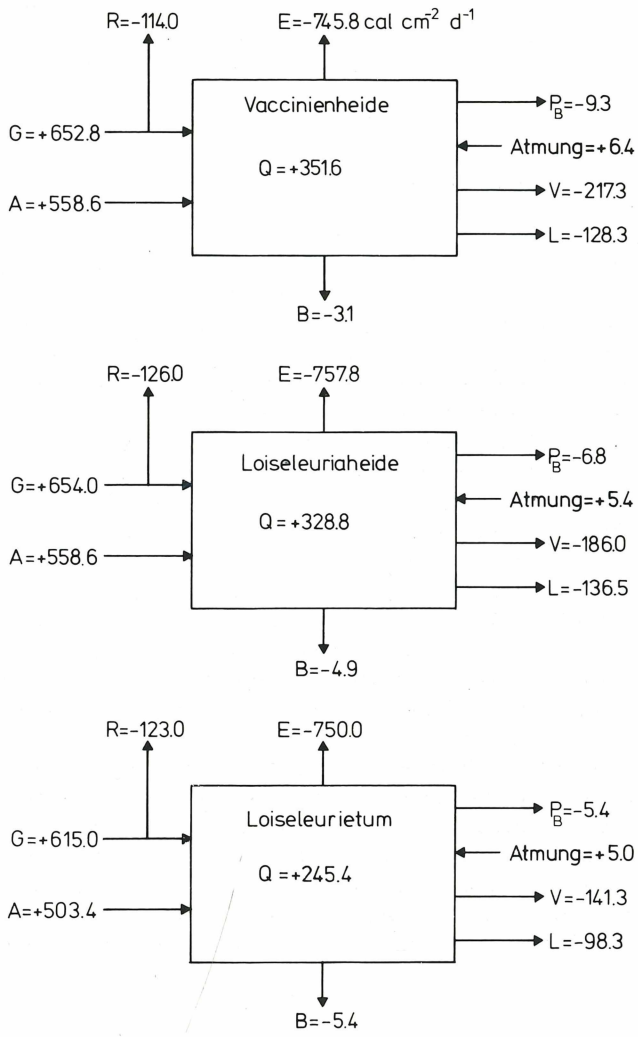 R=-114.0 E=-745.8 cal cm⁻² d⁻¹
Vaccinienheide
P_B=-9.3
G=+652.8
Atmung=+6.4
Q=+351.6
V=-217.3
A=+558.6
L=-128.3
B=-3.1
R=-126.0 E=-757.8
Loiseleuriaheide
P_B=-6.8
G=+654.0
Atmung=+5.4
Q=+328.8
V=-186.0
A=+558.6
L=-136.5
B=-4.9
R=-123.0 E=-750.0
Loiseleurietum
P_B=-5.4
G=+615.0
Atmung=+5.0
Q=+245.4
V=-141.3
A=+503.4
L=-98.3
B=-5.4